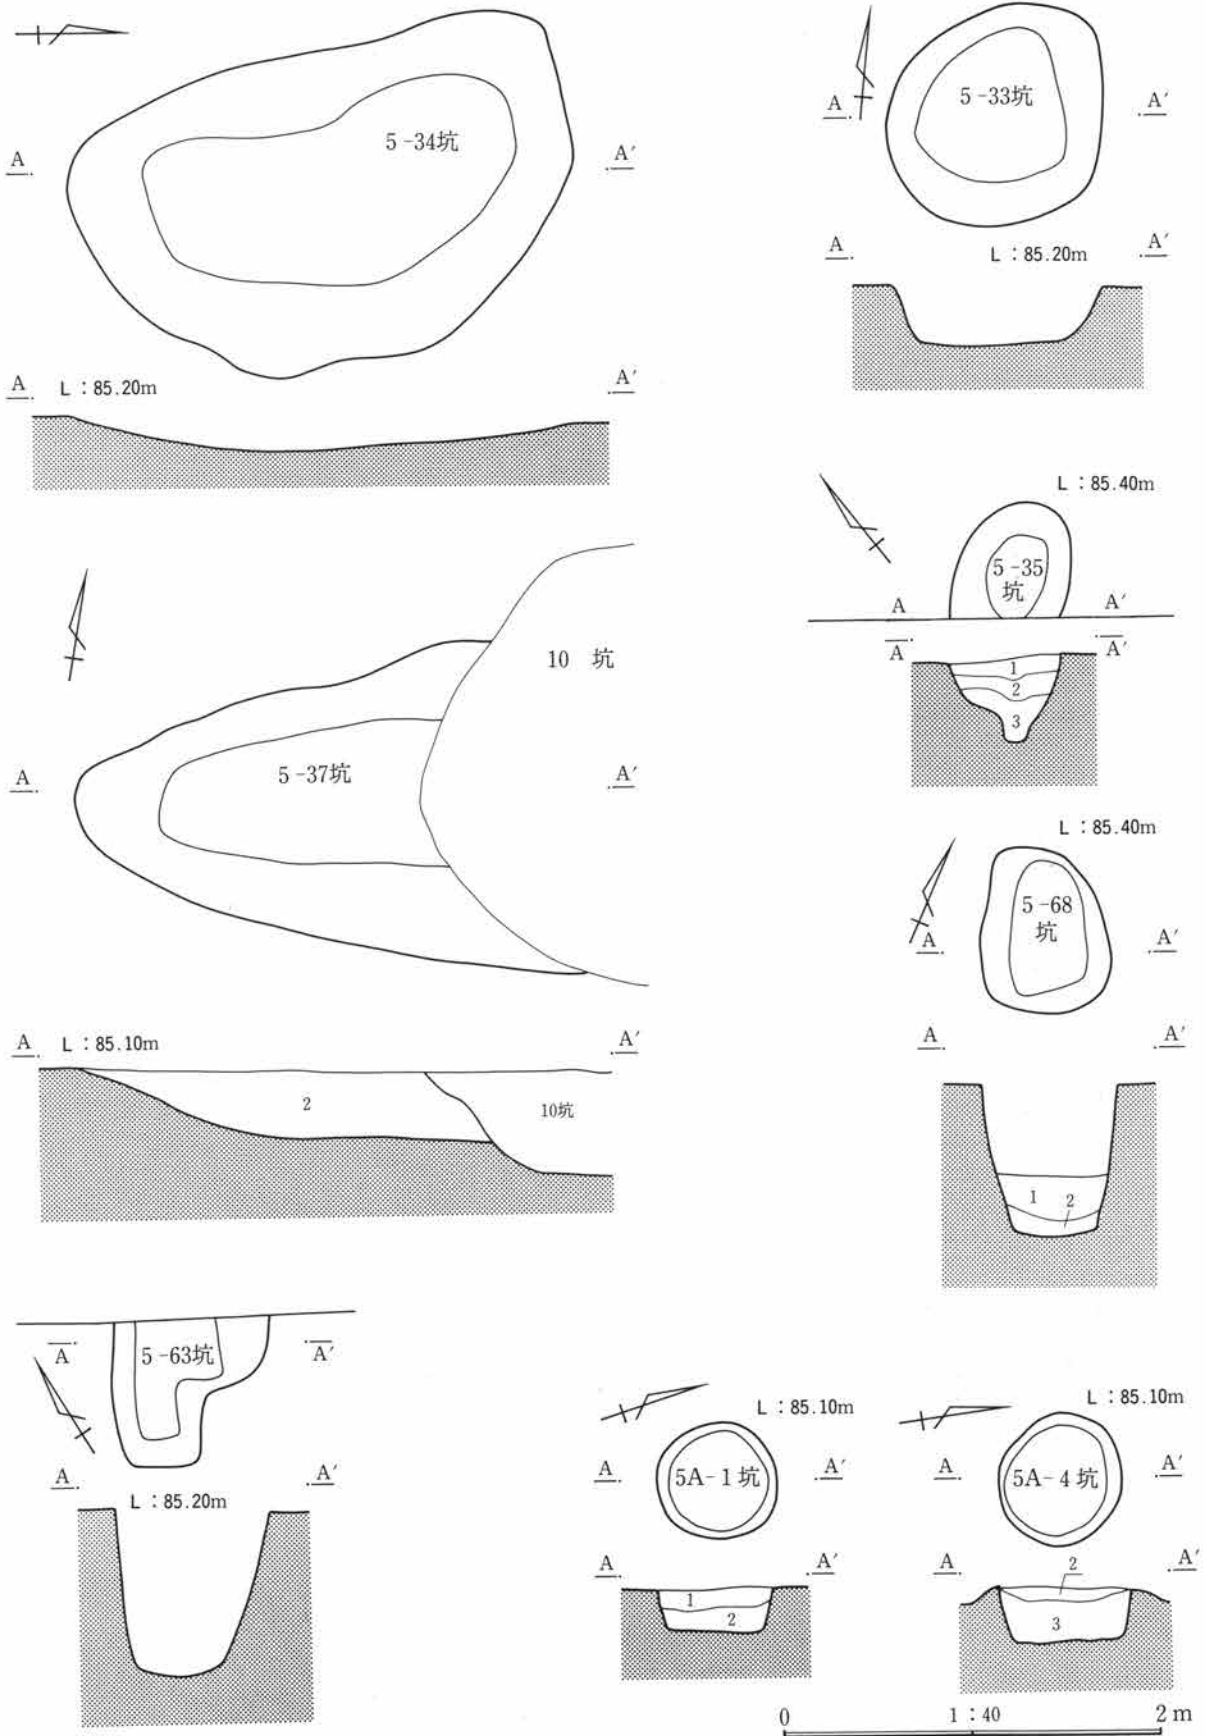 5-34坑
A
A′
A
L：85.20m
A′
5-33坑
A
A′
A
L：85.20m
A′
L：85.40m
5-35
坑
A
A′
A
A′
1
2
3
10 坑
5-37坑
A
A′
A
L：85.10m
A′
2
10坑
L：85.40m
5-68
坑
A
A′
A
A′
1
2
5-63坑
A
A′
A
A′
L：85.20m
L：85.10m
5A-1坑
A
A′
A
A′
1
2
L：85.10m
5A-4坑
A
A′
A
A′
2
3
0
1：40
2m